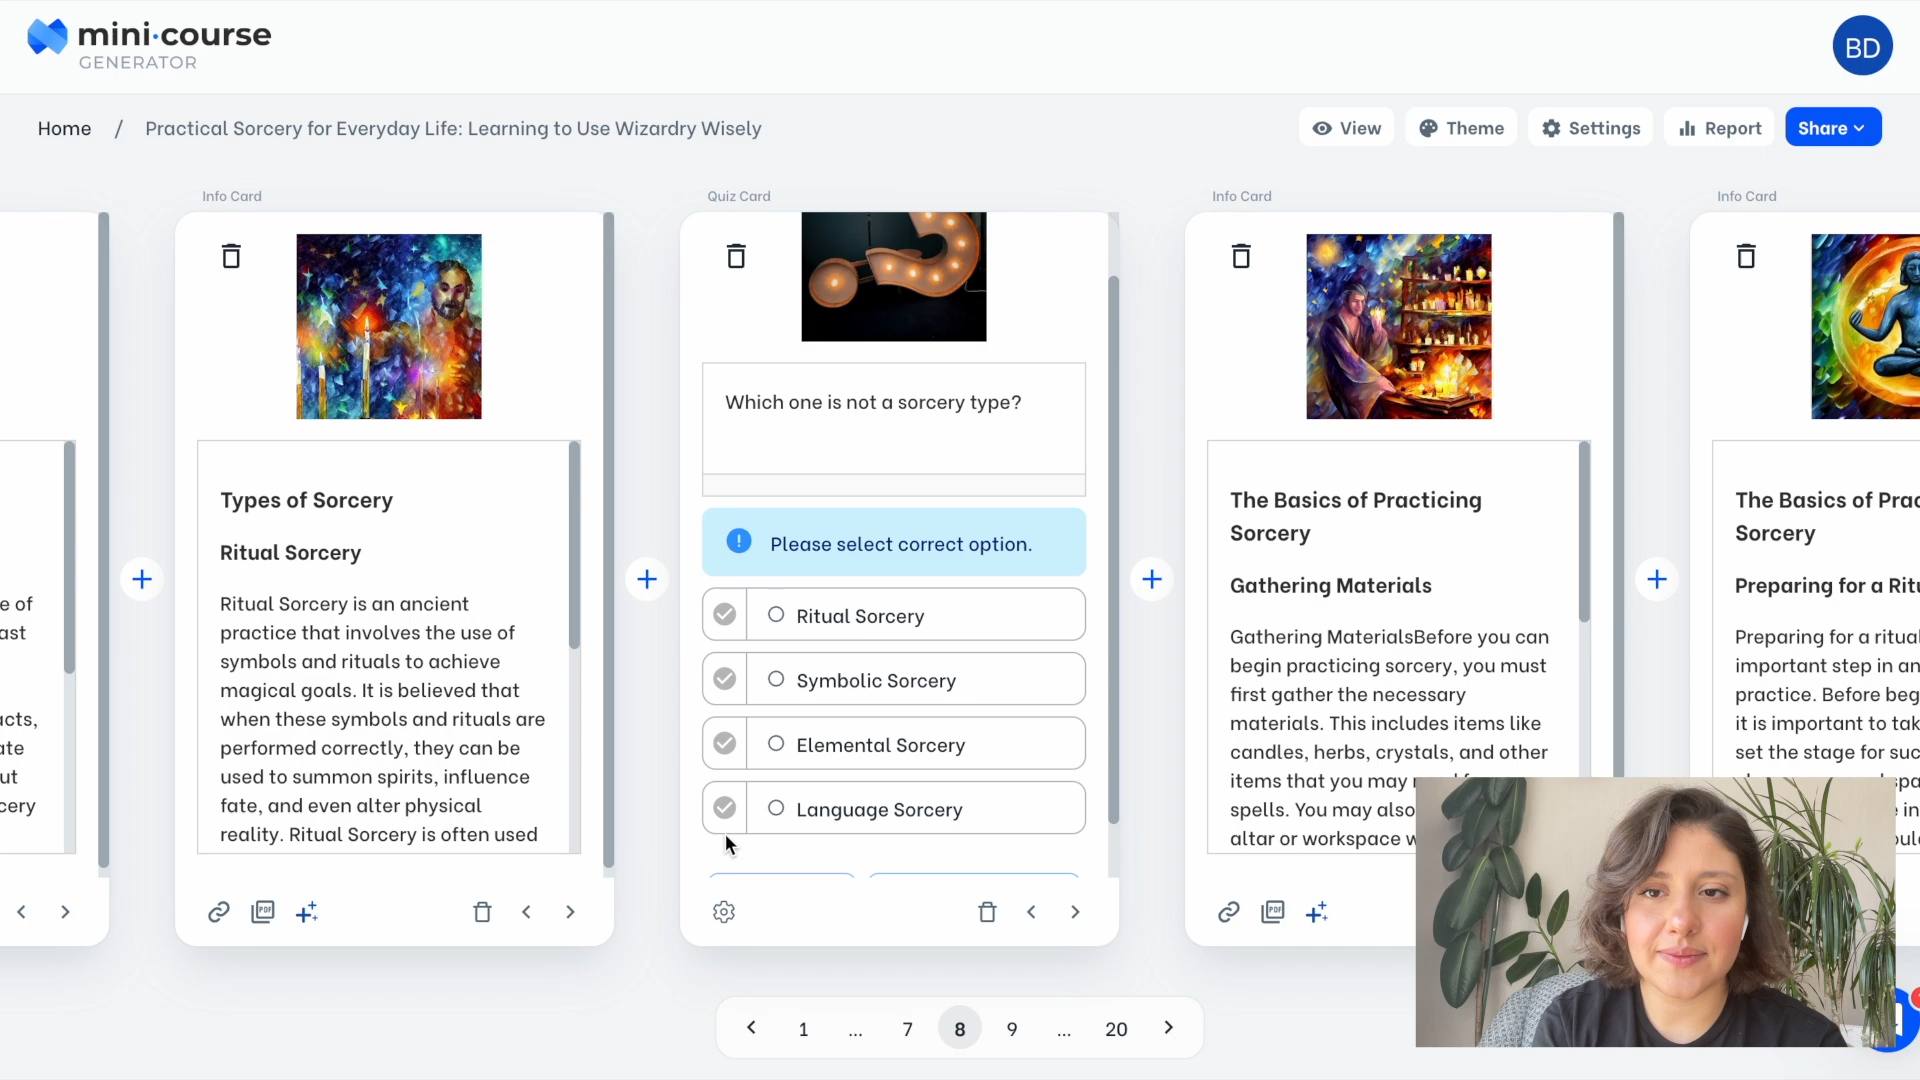 mini·course
GENERATOR
BD
Home / Practical Sorcery for Everyday Life: Learning to Use Wizardry Wisely
View
Theme
Settings
Report
Share
Info Card
Quiz Card
Info Card
Info Card
e of
ast
acts,
ate
ut
cery
Types of Sorcery
Ritual Sorcery
Ritual Sorcery is an ancient
practice that involves the use of
symbols and rituals to achieve
magical goals. It is believed that
when these symbols and rituals are
performed correctly, they can be
used to summon spirits, influence
fate, and even alter physical
reality. Ritual Sorcery is often used
PDF
Which one is not a sorcery type?
Please select correct option.
Ritual Sorcery
Symbolic Sorcery
Elemental Sorcery
Language Sorcery
The Basics of Practicing
Sorcery
Gathering Materials
Gathering MaterialsBefore you can
begin practicing sorcery, you must
first gather the necessary
materials. This includes items like
candles, herbs, crystals, and other
items that you may
spells. You may also
altar or workspace w
PDF
The Basics of Prac
Sorcery
Preparing for a Ritu
Preparing for a ritual
important step in an
practice. Before beg
it is important to tak
set the stage for suc
1 ... 7 8 9 ... 20